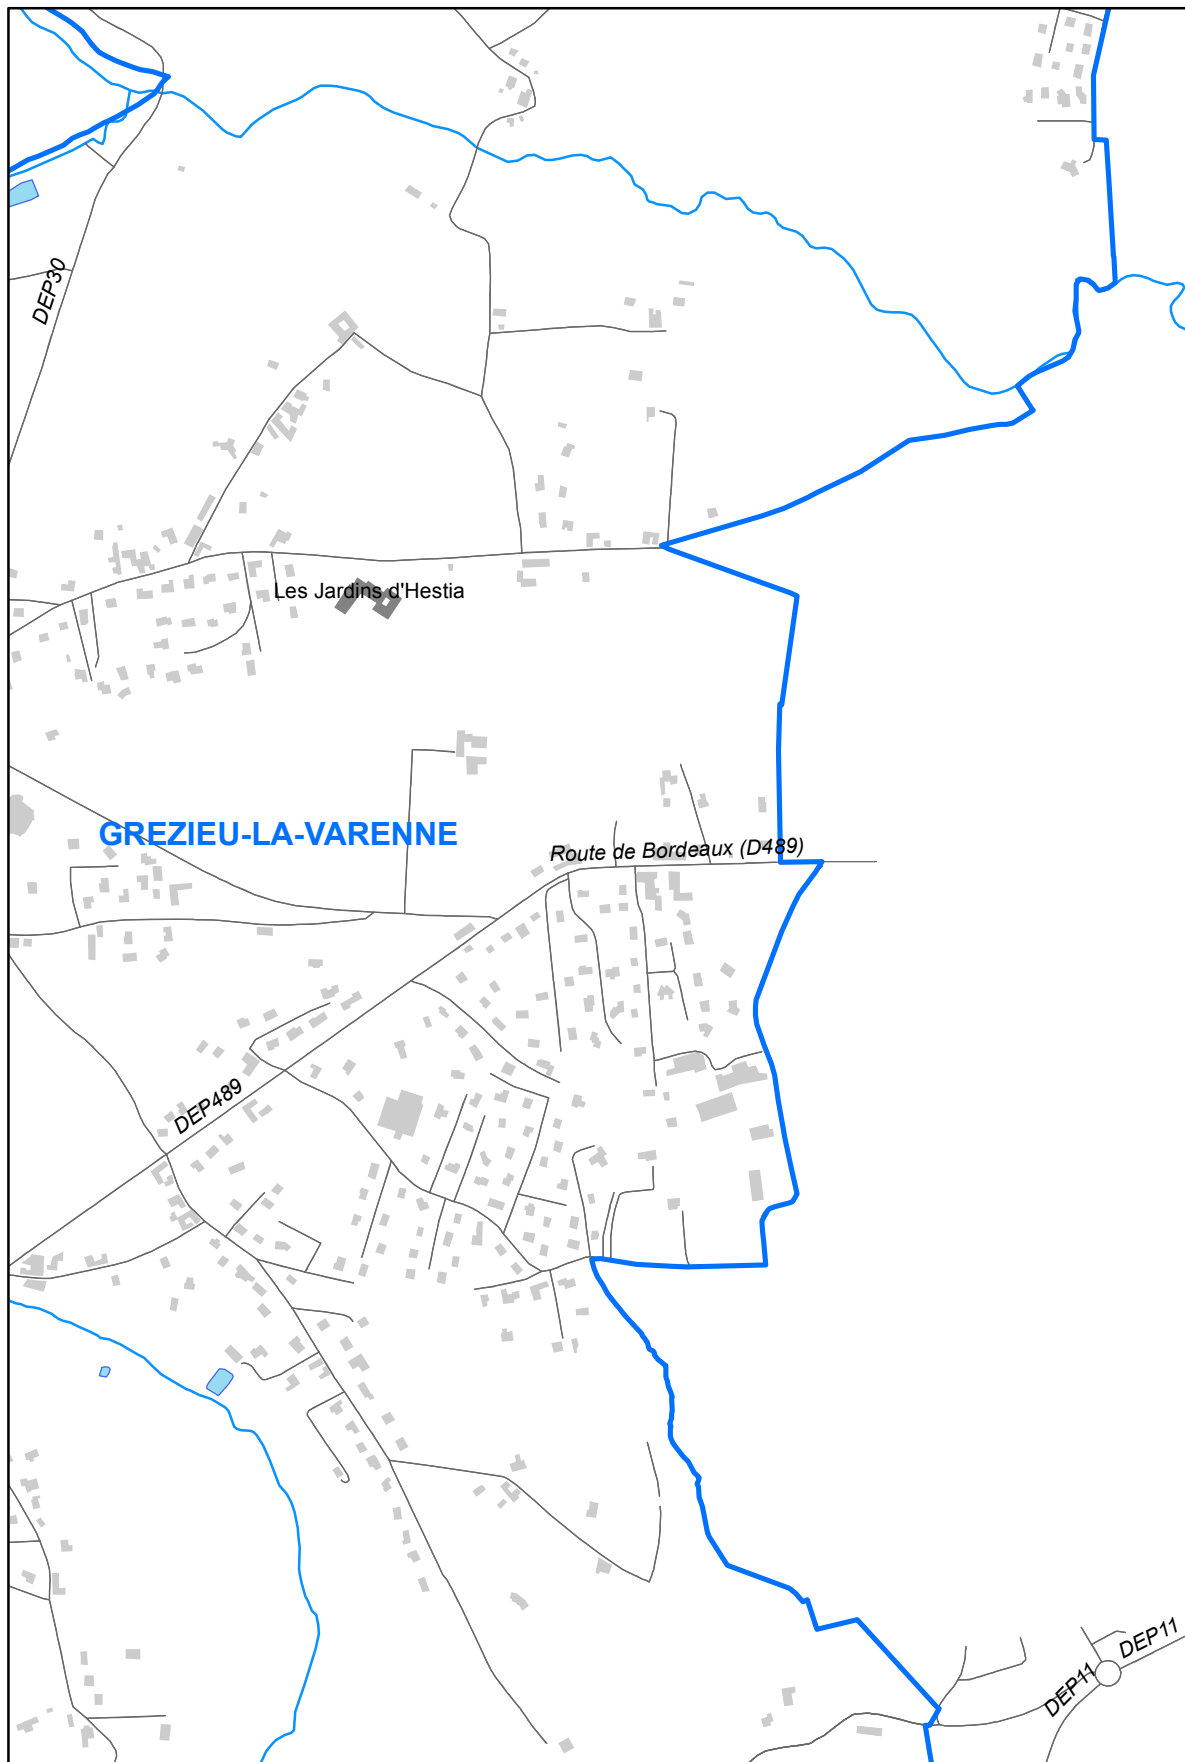 DEP30
Les Jardins d'Hestia
GREZIEU-LA-VARENNE
Route de Bordeaux (D489)
DEP489
DEP11
DEP11